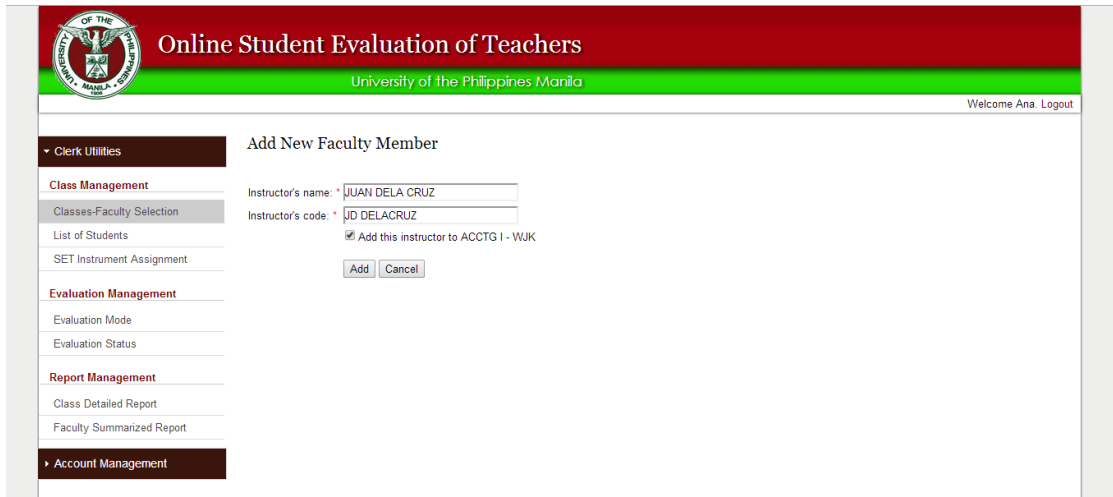 UNIVERSITY OF THE PHILIPPINES
MANILA
1908
Online Student Evaluation of Teachers
University of the Philippines Manila
Welcome Ana. Logout
Clerk Utilities
Class Management
Classes-Faculty Selection
List of Students
SET Instrument Assignment
Evaluation Management
Evaluation Mode
Evaluation Status
Report Management
Class Detailed Report
Faculty Summarized Report
Account Management
Add New Faculty Member
Instructor's name: * JUAN DELA CRUZ
Instructor's code: * JD DELACRUZ
Add this instructor to ACCTG I - WJK
Add Cancel